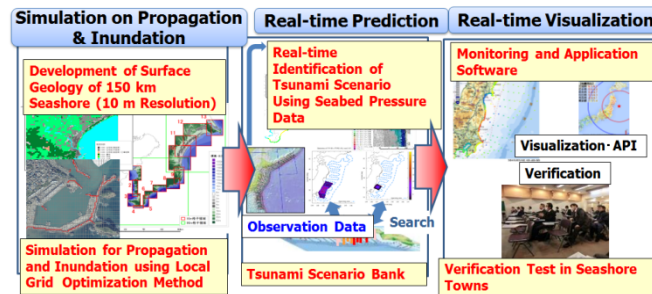 Simulation on Propagation
& Inundation
Development of Surface
Geology of 150 km
Seashore (10 m Resolution)
Simulation for Propagation
and Inundation using Local
Grid Optimization Method
Real-time Prediction
Real-time
Identification of
Tsunami Scenario
Using Seabed Pressure
Data
Observation Data
Search
Tsunami Scenario Bank
Real-time Visualization
Monitoring and Application
Software
Visualization・API
Verification
Verification Test in Seashore
Towns